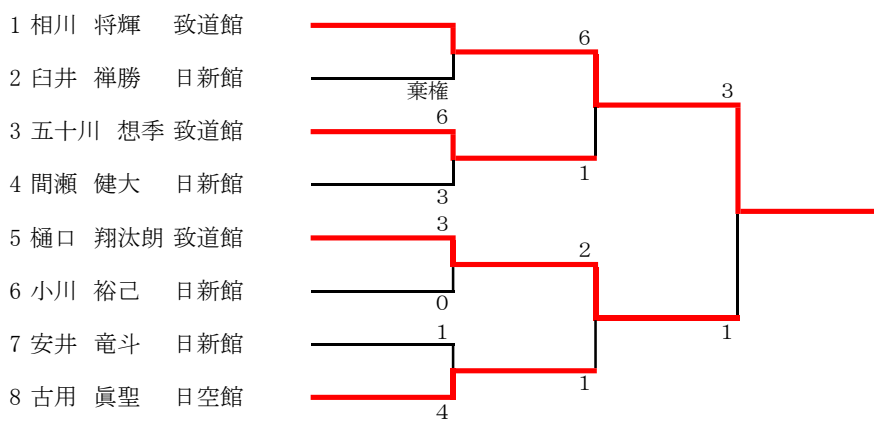 1 相川 将輝 致道館
6
2 臼井 禅勝 日新館
棄権
3
3 五十川 想季 致道館
6
4 間瀬 健大 日新館
3
1
5 樋口 翔汰朗 致道館
3
2
6 小川 裕己 日新館
0
7 安井 竜斗 日新館
1
1
8 古用 眞聖 日空館
4
1